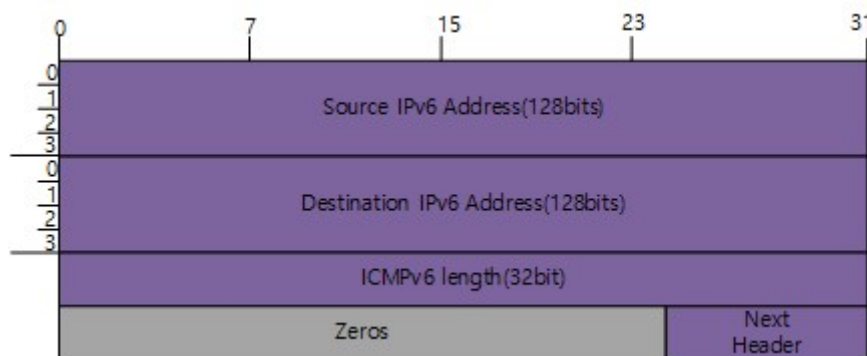 0 7 15 23 31
0
1
Source IPv6 Address(128bits)
2
3
0
1
Destination IPv6 Address(128bits)
2
3
ICMPv6 length(32bit)
Zeros
Next
Header